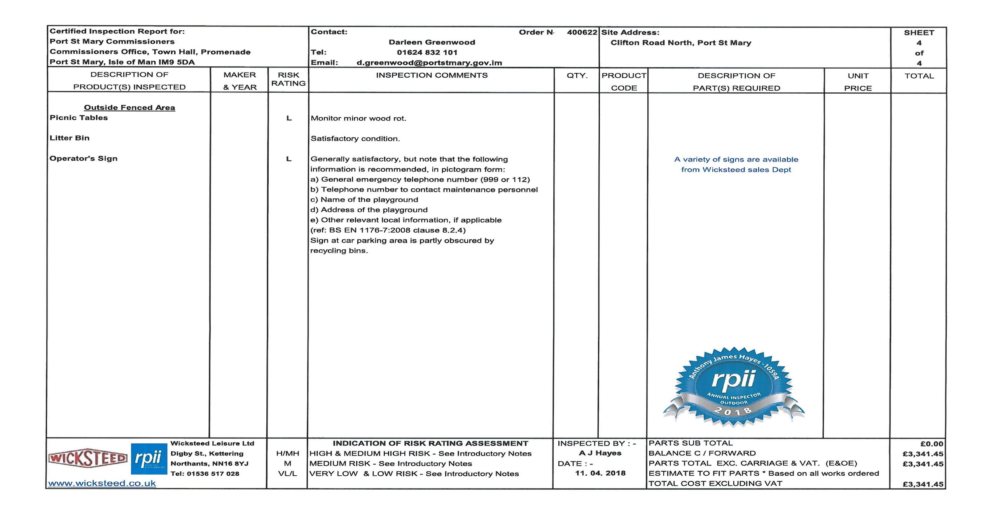 Certified Inspection Report for:
Port St Mary Commissioners
Commissioners Office, Town Hall, Promenade
Port St Mary, Isle of Man IM9 5DA
Contact:
Order N 400622
Darleen Greenwood
Tel: 01624 832 101
Email: d.greenwood@portstmary.gov.im
Site Address:
Clifton Road North, Port St Mary
SHEET
4
of
4
DESCRIPTION OF
PRODUCT(S) INSPECTED
MAKER
& YEAR
RISK
RATING
INSPECTION COMMENTS
QTY.
PRODUCT
CODE
DESCRIPTION OF
PART(S) REQUIRED
UNIT
PRICE
TOTAL
Outside Fenced Area
Picnic Tables L Monitor minor wood rot.
Litter Bin Satisfactory condition.
Operator's Sign L Generally satisfactory, but note that the following
information is recommended, in pictogram form:
a) General emergency telephone number (999 or 112)
b) Telephone number to contact maintenance personnel
c) Name of the playground
d) Address of the playground
e) Other relevant local information, if applicable
(ref: BS EN 1176-7:2008 clause 8.2.4)
Sign at car parking area is partly obscured by
recycling bins.
A variety of signs are available
from Wicksteed sales Dept
Anthony James Hayes - 1059A
rpii
ANNUAL INSPECTOR
OUTDOOR
2018
WICKSTEED
rpii
Wicksteed Leisure Ltd
Digby St., Kettering
Northants, NN16 8YJ
Tel: 01536 517 028
www.wicksteed.co.uk
INDICATION OF RISK RATING ASSESSMENT
H/MH HIGH & MEDIUM HIGH RISK - See Introductory Notes
M MEDIUM RISK - See Introductory Notes
VL/L VERY LOW & LOW RISK - See Introductory Notes
INSPECTED BY : -
A J Hayes
DATE : -
11. 04. 2018
PARTS SUB TOTAL £0.00
BALANCE C / FORWARD £3,341.45
PARTS TOTAL EXC. CARRIAGE & VAT. (E&OE) £3,341.45
ESTIMATE TO FIT PARTS * Based on all works ordered
TOTAL COST EXCLUDING VAT £3,341.45